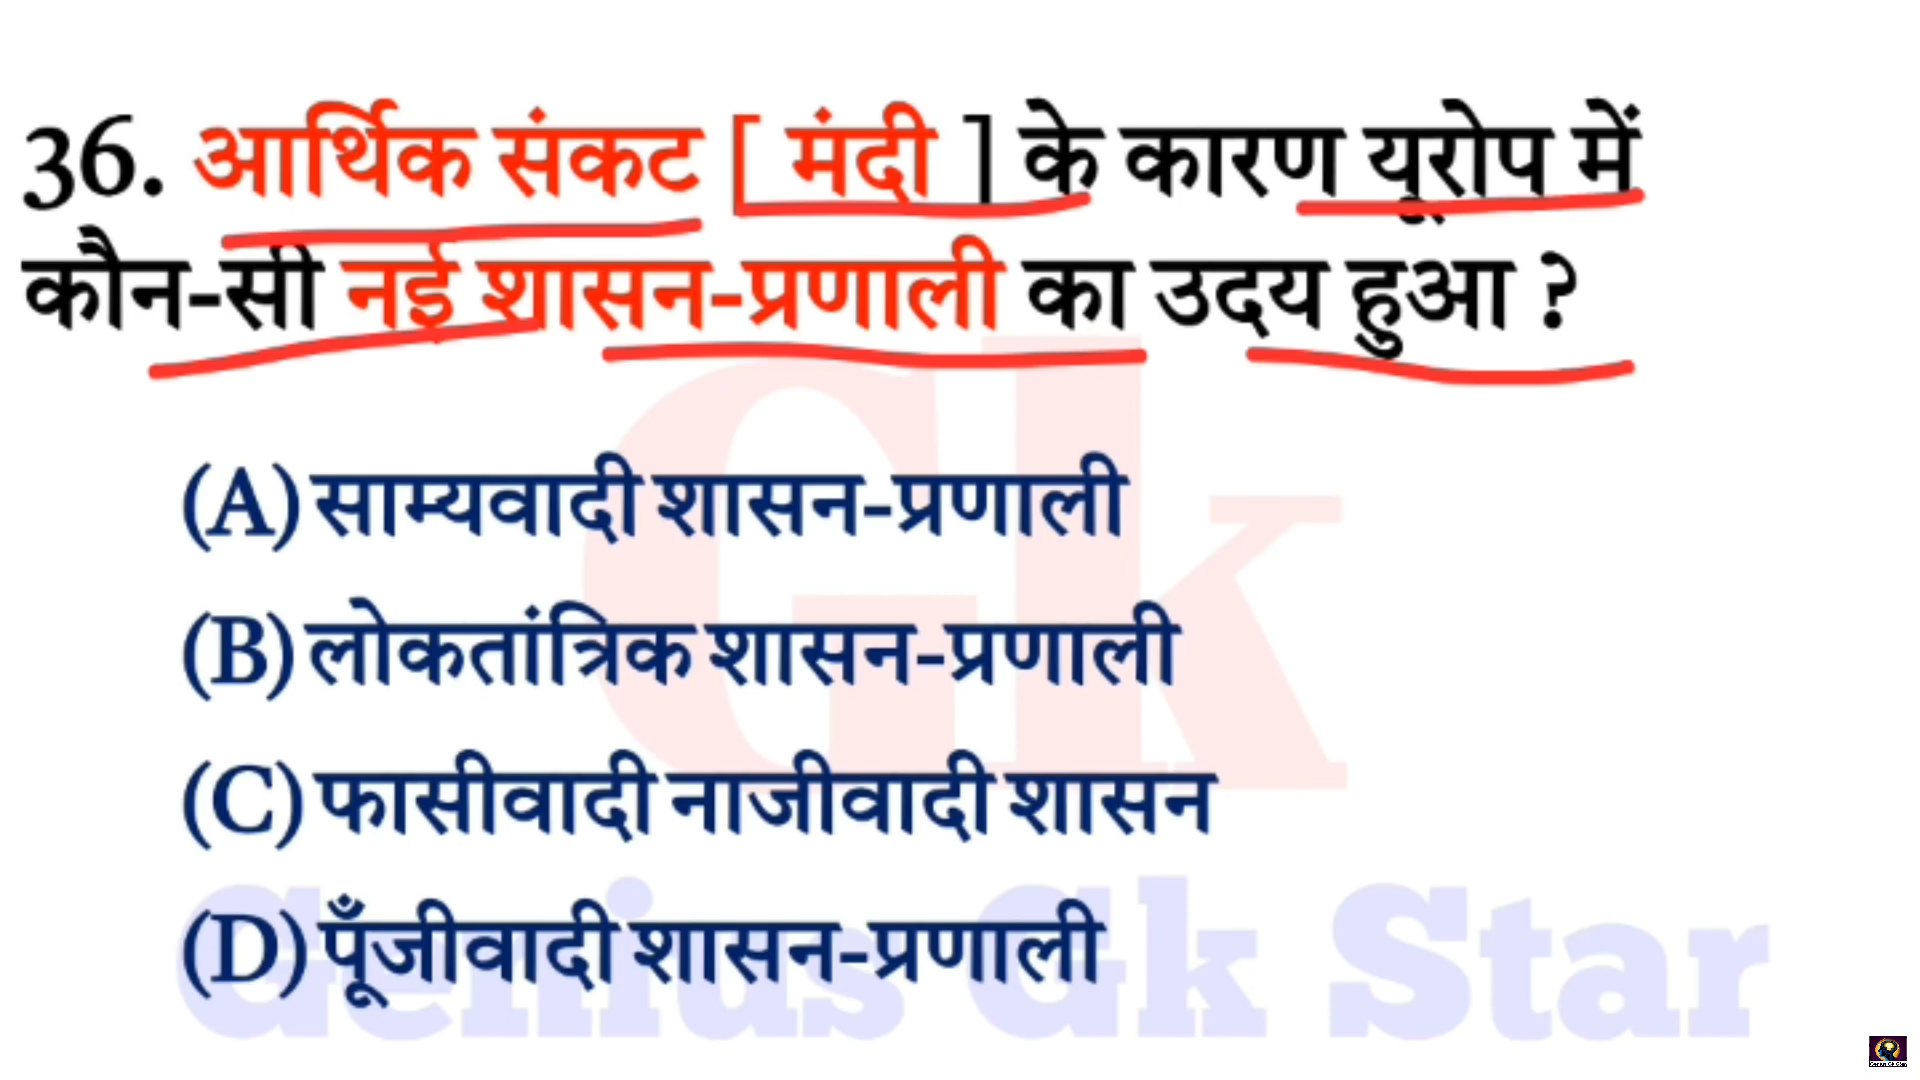 36. आर्थिक संकट [ मंदी ] के कारण यूरोप में
कौन-सी नई शासन-प्रणाली का उदय हुआ ?
(A) साम्यवादी शासन-प्रणाली
(B) लोकतांत्रिक शासन-प्रणाली
(C) फासीवादी नाजीवादी शासन
(D) पूँजीवादी शासन-प्रणाली
Gk
Genius Gk Star